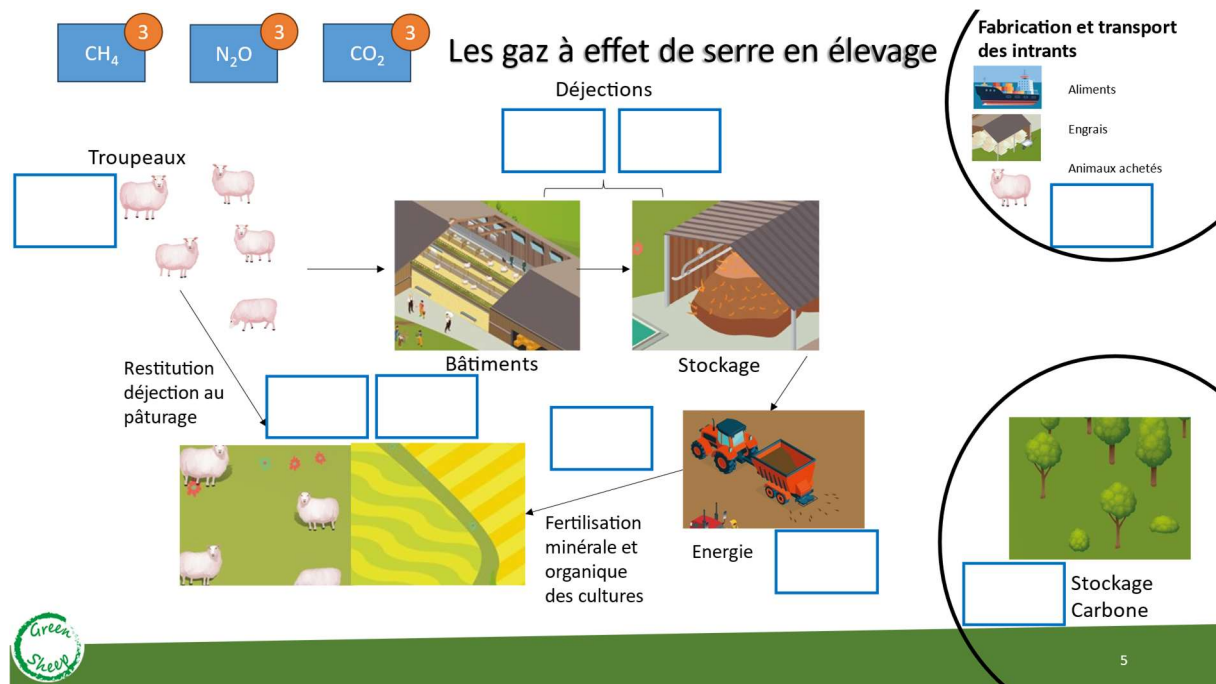 CH₄
3
N₂O
3
CO₂
3
Les gaz à effet de serre en élevage
Fabrication et transport
des intrants
Aliments
Engrais
Animaux achetés
Déjections
Troupeaux
Bâtiments
Stockage
Restitution
déjection au
pâturage
Fertilisation
minérale et
organique
des cultures
Energie
Stockage
Carbone
Green
Sheep
5